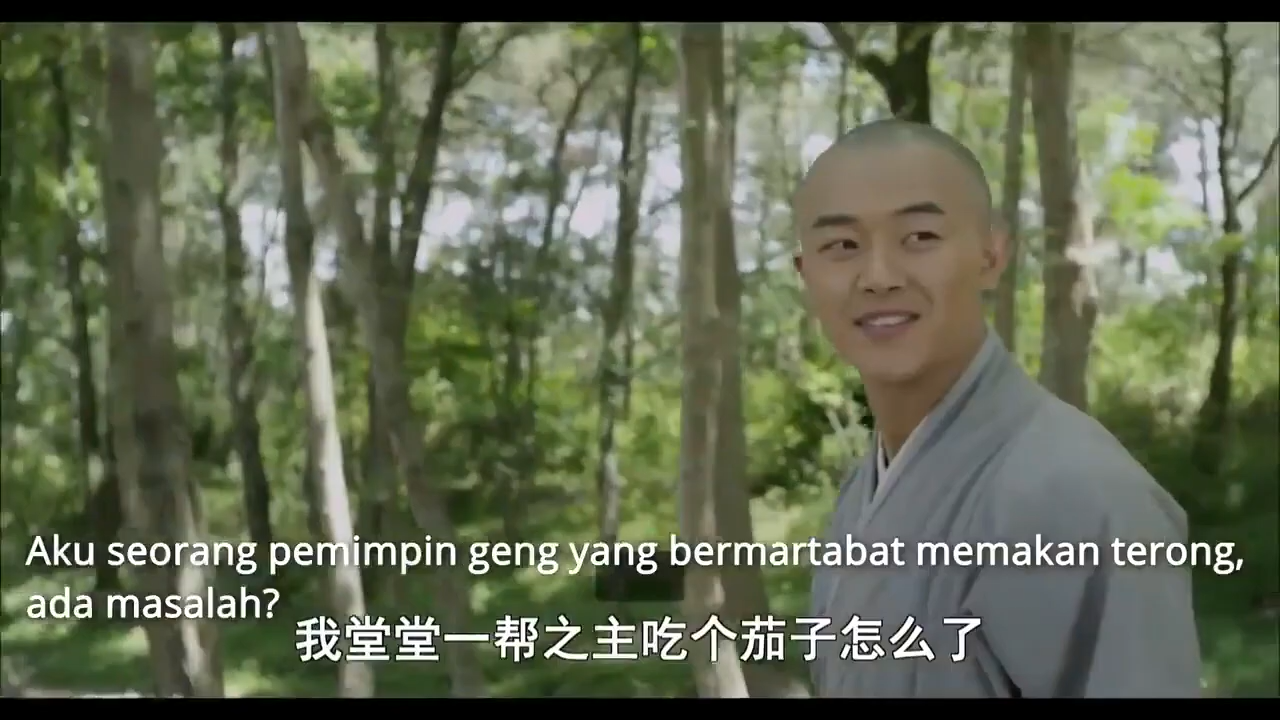 Aku seorang pemimpin geng yang bermartabat memakan terong,
ada masalah?
我堂堂一帮之主吃个茄子怎么了